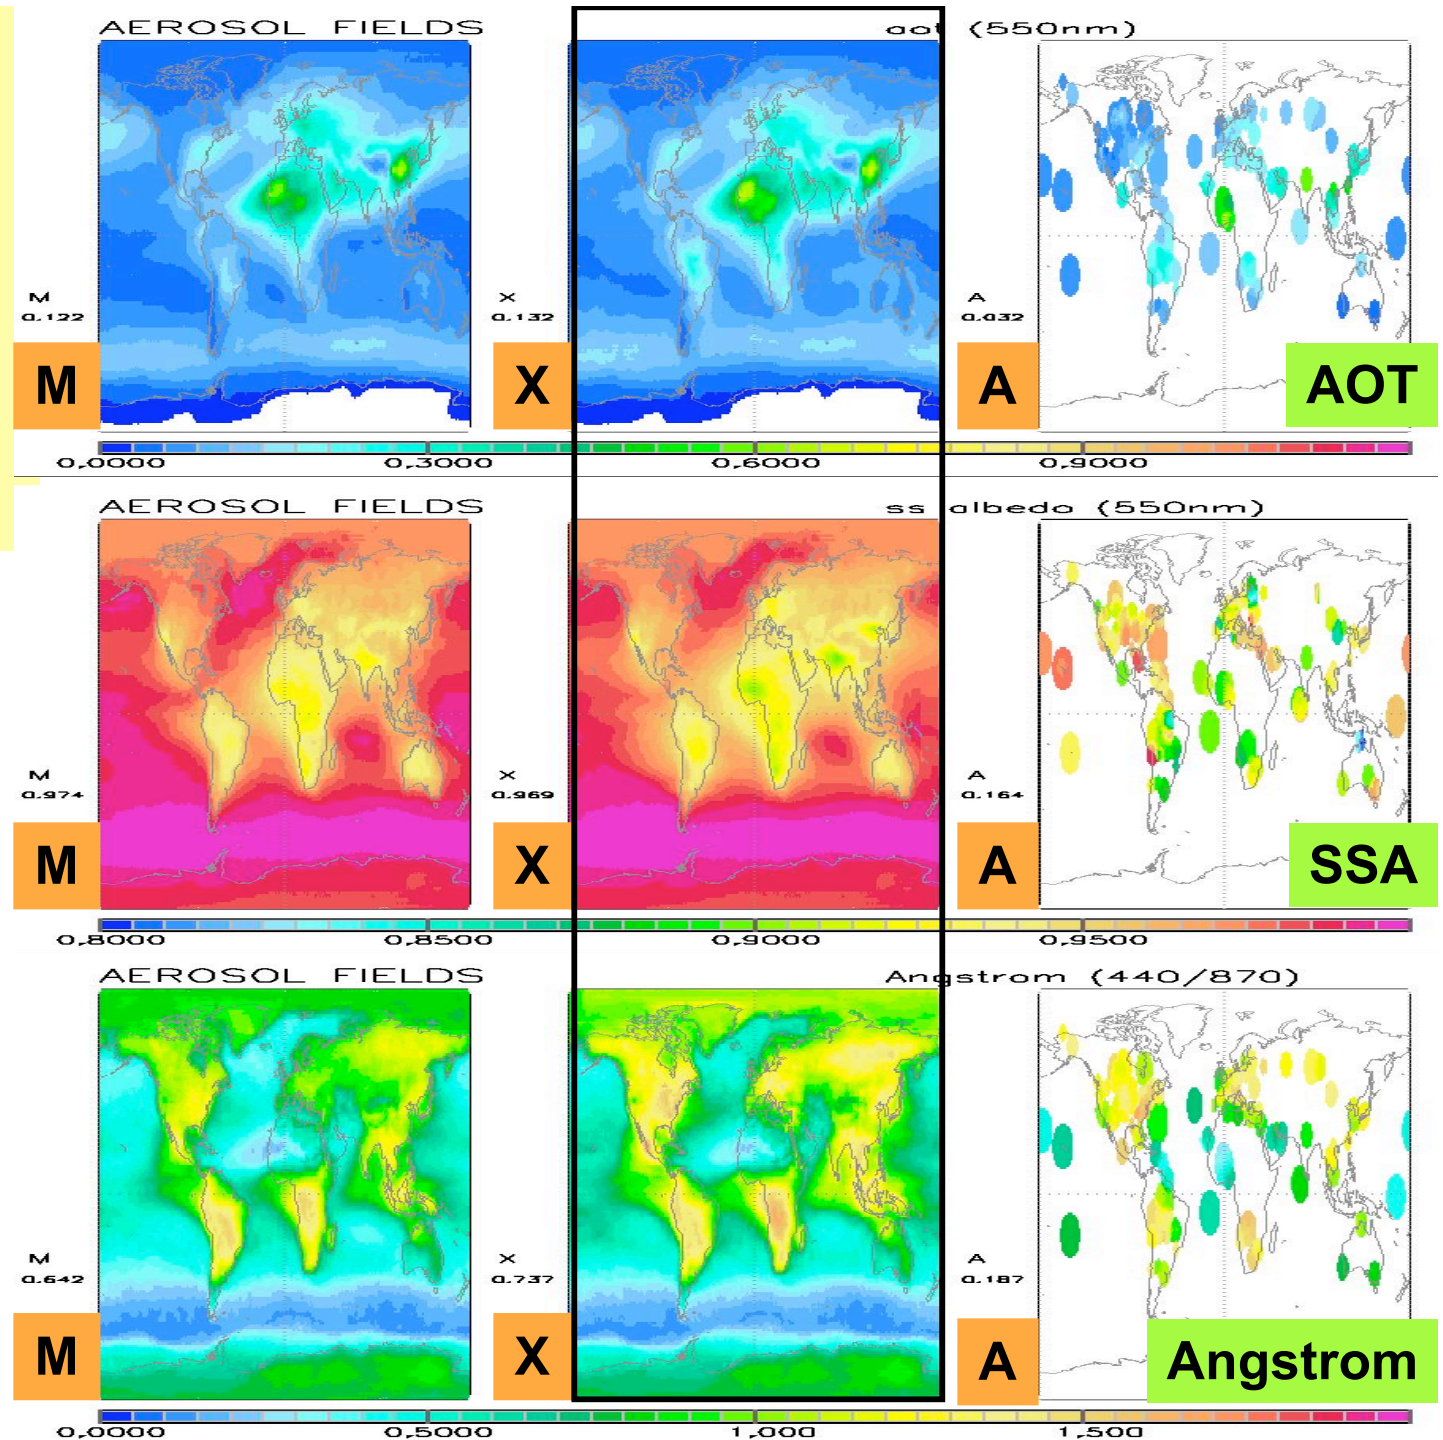 AEROSOL FIELDS aot (550nm)
M
0.122
X
0.132
A
0.032
M X A AOT
0,0000 0,3000 0,6000 0,9000
AEROSOL FIELDS ss albedo (550nm)
M
0.974
X
0.969
A
0.164
M X A SSA
0,8000 0,8500 0,9000 0,9500
AEROSOL FIELDS Angstrom (440/870)
M
0.642
X
0.737
A
0.187
M X A Angstrom
0,0000 0,5000 1,000 1,500